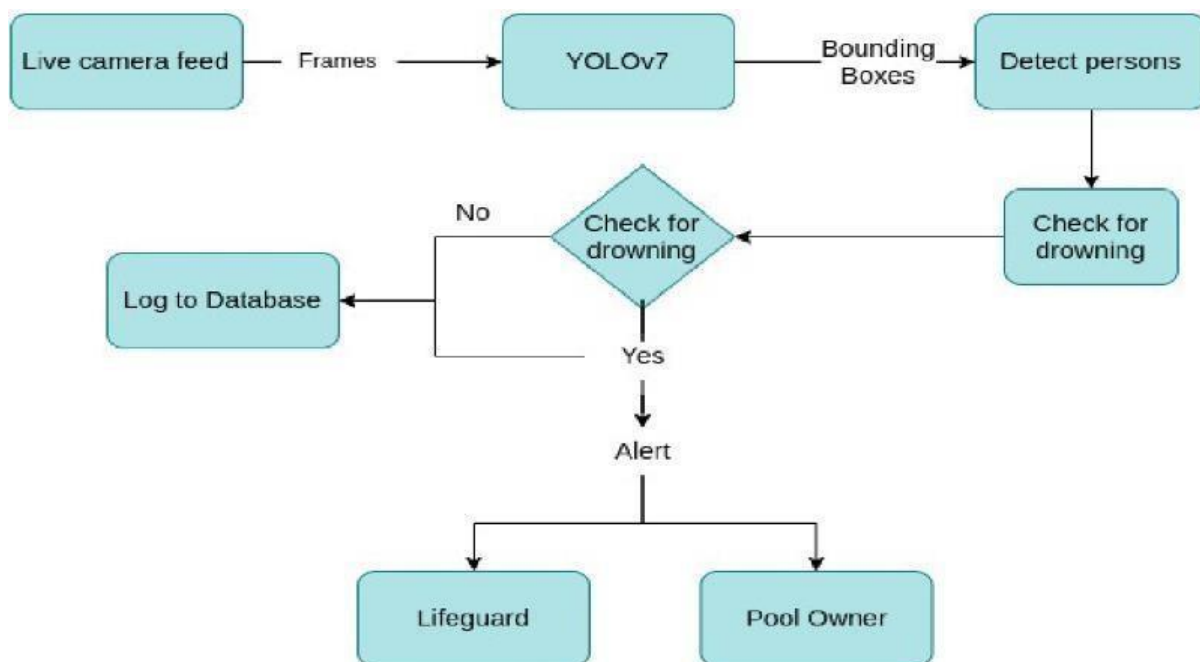 Live camera feed
Frames
YOLOv7
Bounding
Boxes
Detect persons
No
Check for
drowning
Check for
drowning
Log to Database
Yes
Alert
Lifeguard
Pool Owner